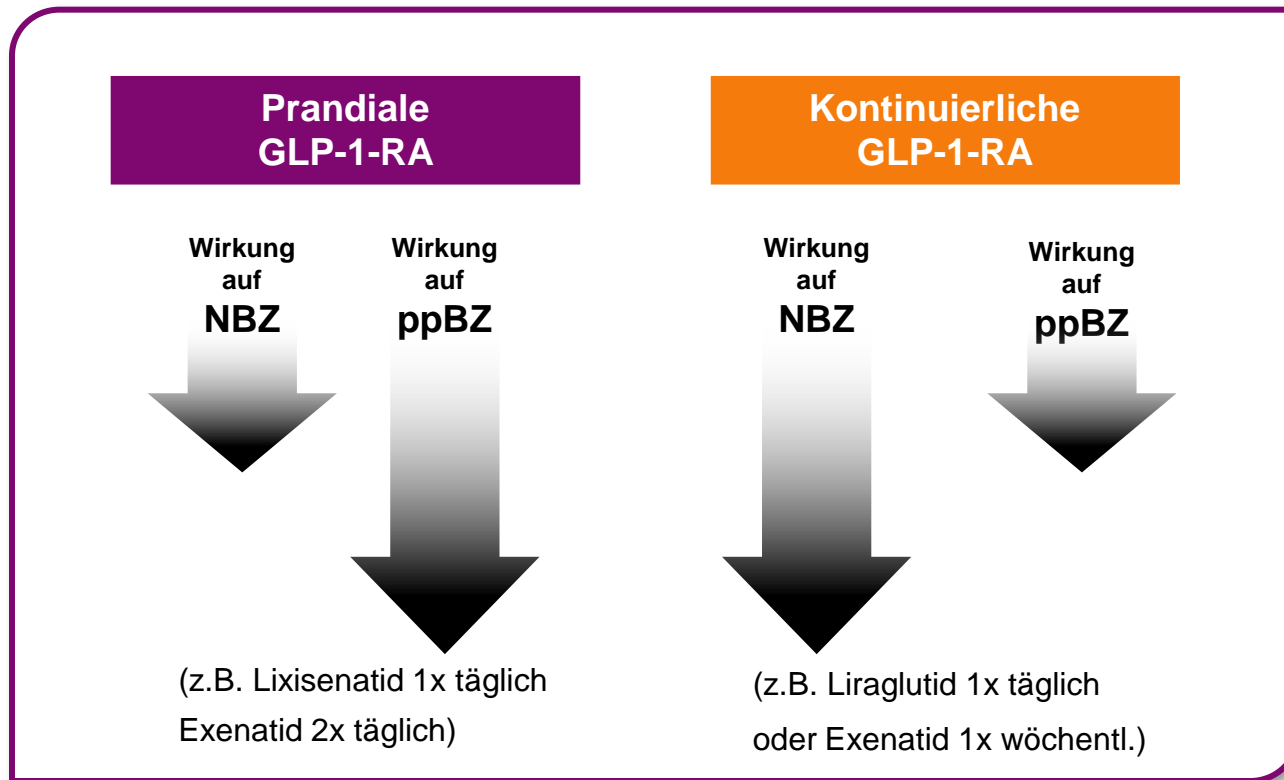 Prandiale
GLP-1-RA
Wirkung
auf
NBZ
Wirkung
auf
ppBZ
(z.B. Lixisenatid 1x täglich
Exenatid 2x täglich)
Kontinuierliche
GLP-1-RA
Wirkung
auf
NBZ
Wirkung
auf
ppBZ
(z.B. Liraglutid 1x täglich
oder Exenatid 1x wöchentl.)